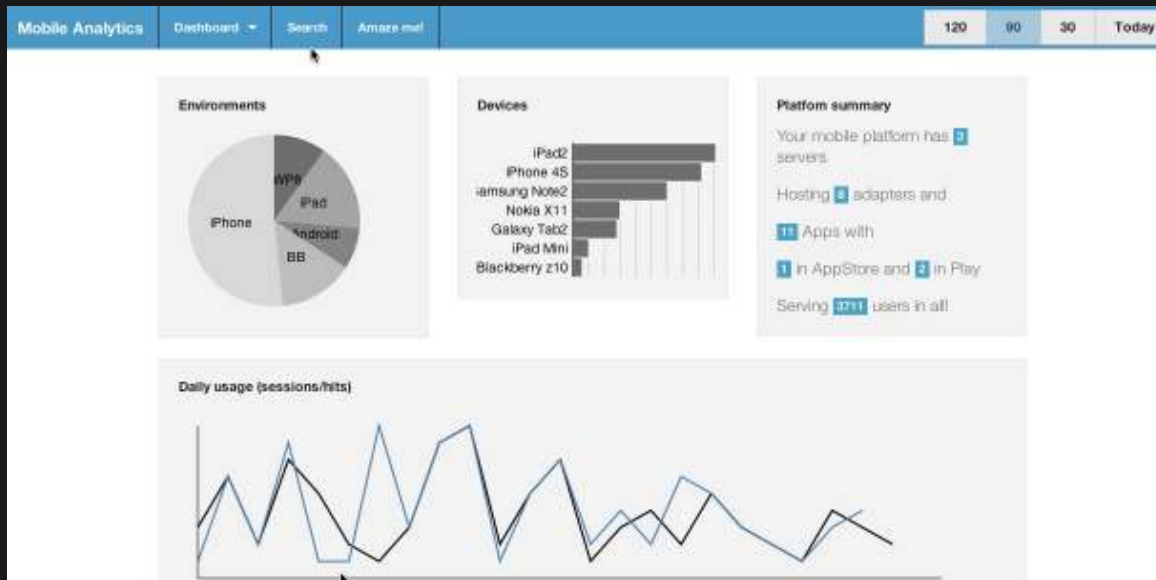 Mobile Analytics Dashboard Search Amaze me! 120 90 30 Today
Environments
WP8
iPad
iPhone
Android
BB
Devices
iPad2
iPhone 4S
iamsung Note2
Nokia X11
Galaxy Tab2
iPad Mini
Blackberry z10
Platfom summary
Your mobile platform has 3
servers
Hosting 8 adapters and
11 Apps with
1 in AppStore and 2 in Play
Serving 3711 users in all!
Daily usage (sessions/hits)